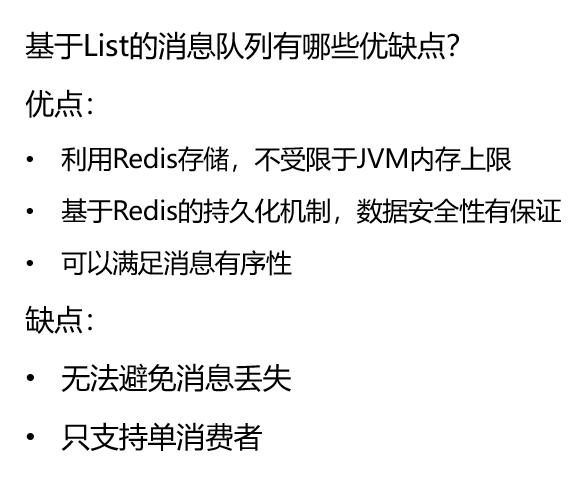 基于List的消息队列有哪些优缺点？
优点：
• 利用Redis存储，不受限于JVM内存上限
• 基于Redis的持久化机制，数据安全性有保证
• 可以满足消息有序性
缺点：
• 无法避免消息丢失
• 只支持单消费者